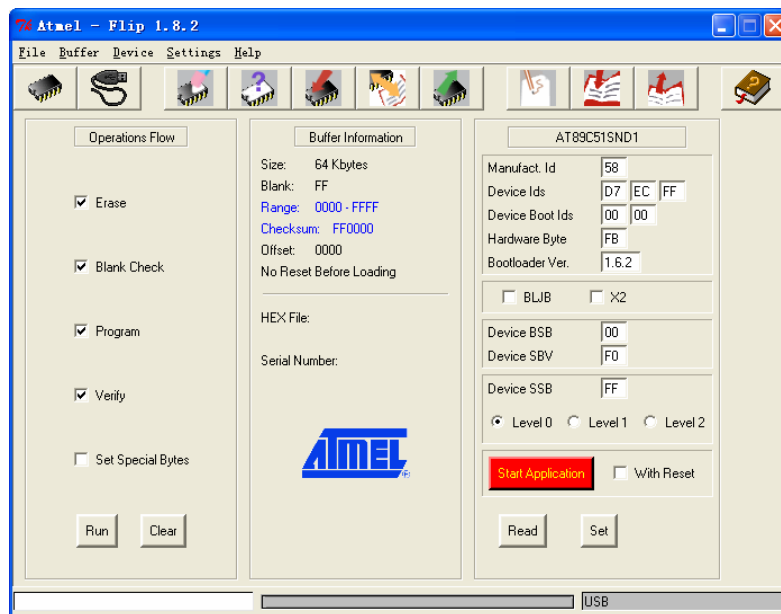 Atmel - Flip 1.8.2
File Buffer Device Settings Help
Operations Flow
Erase
Blank Check
Program
Verify
Set Special Bytes
Run Clear
Buffer Information
Size: 64 Kbytes
Blank: FF
Range: 0000 - FFFF
Checksum: FF0000
Offset: 0000
No Reset Before Loading
HEX File:
Serial Number:
ATMEL
AT89C51SND1
Manufact. Id 58
Device Ids D7 EC FF
Device Boot Ids 00 00
Hardware Byte FB
Bootloader Ver. 1.6.2
BLJB X2
Device BSB 00
Device SBV F0
Device SSB FF
Level 0 Level 1 Level 2
Start Application With Reset
Read Set
USB